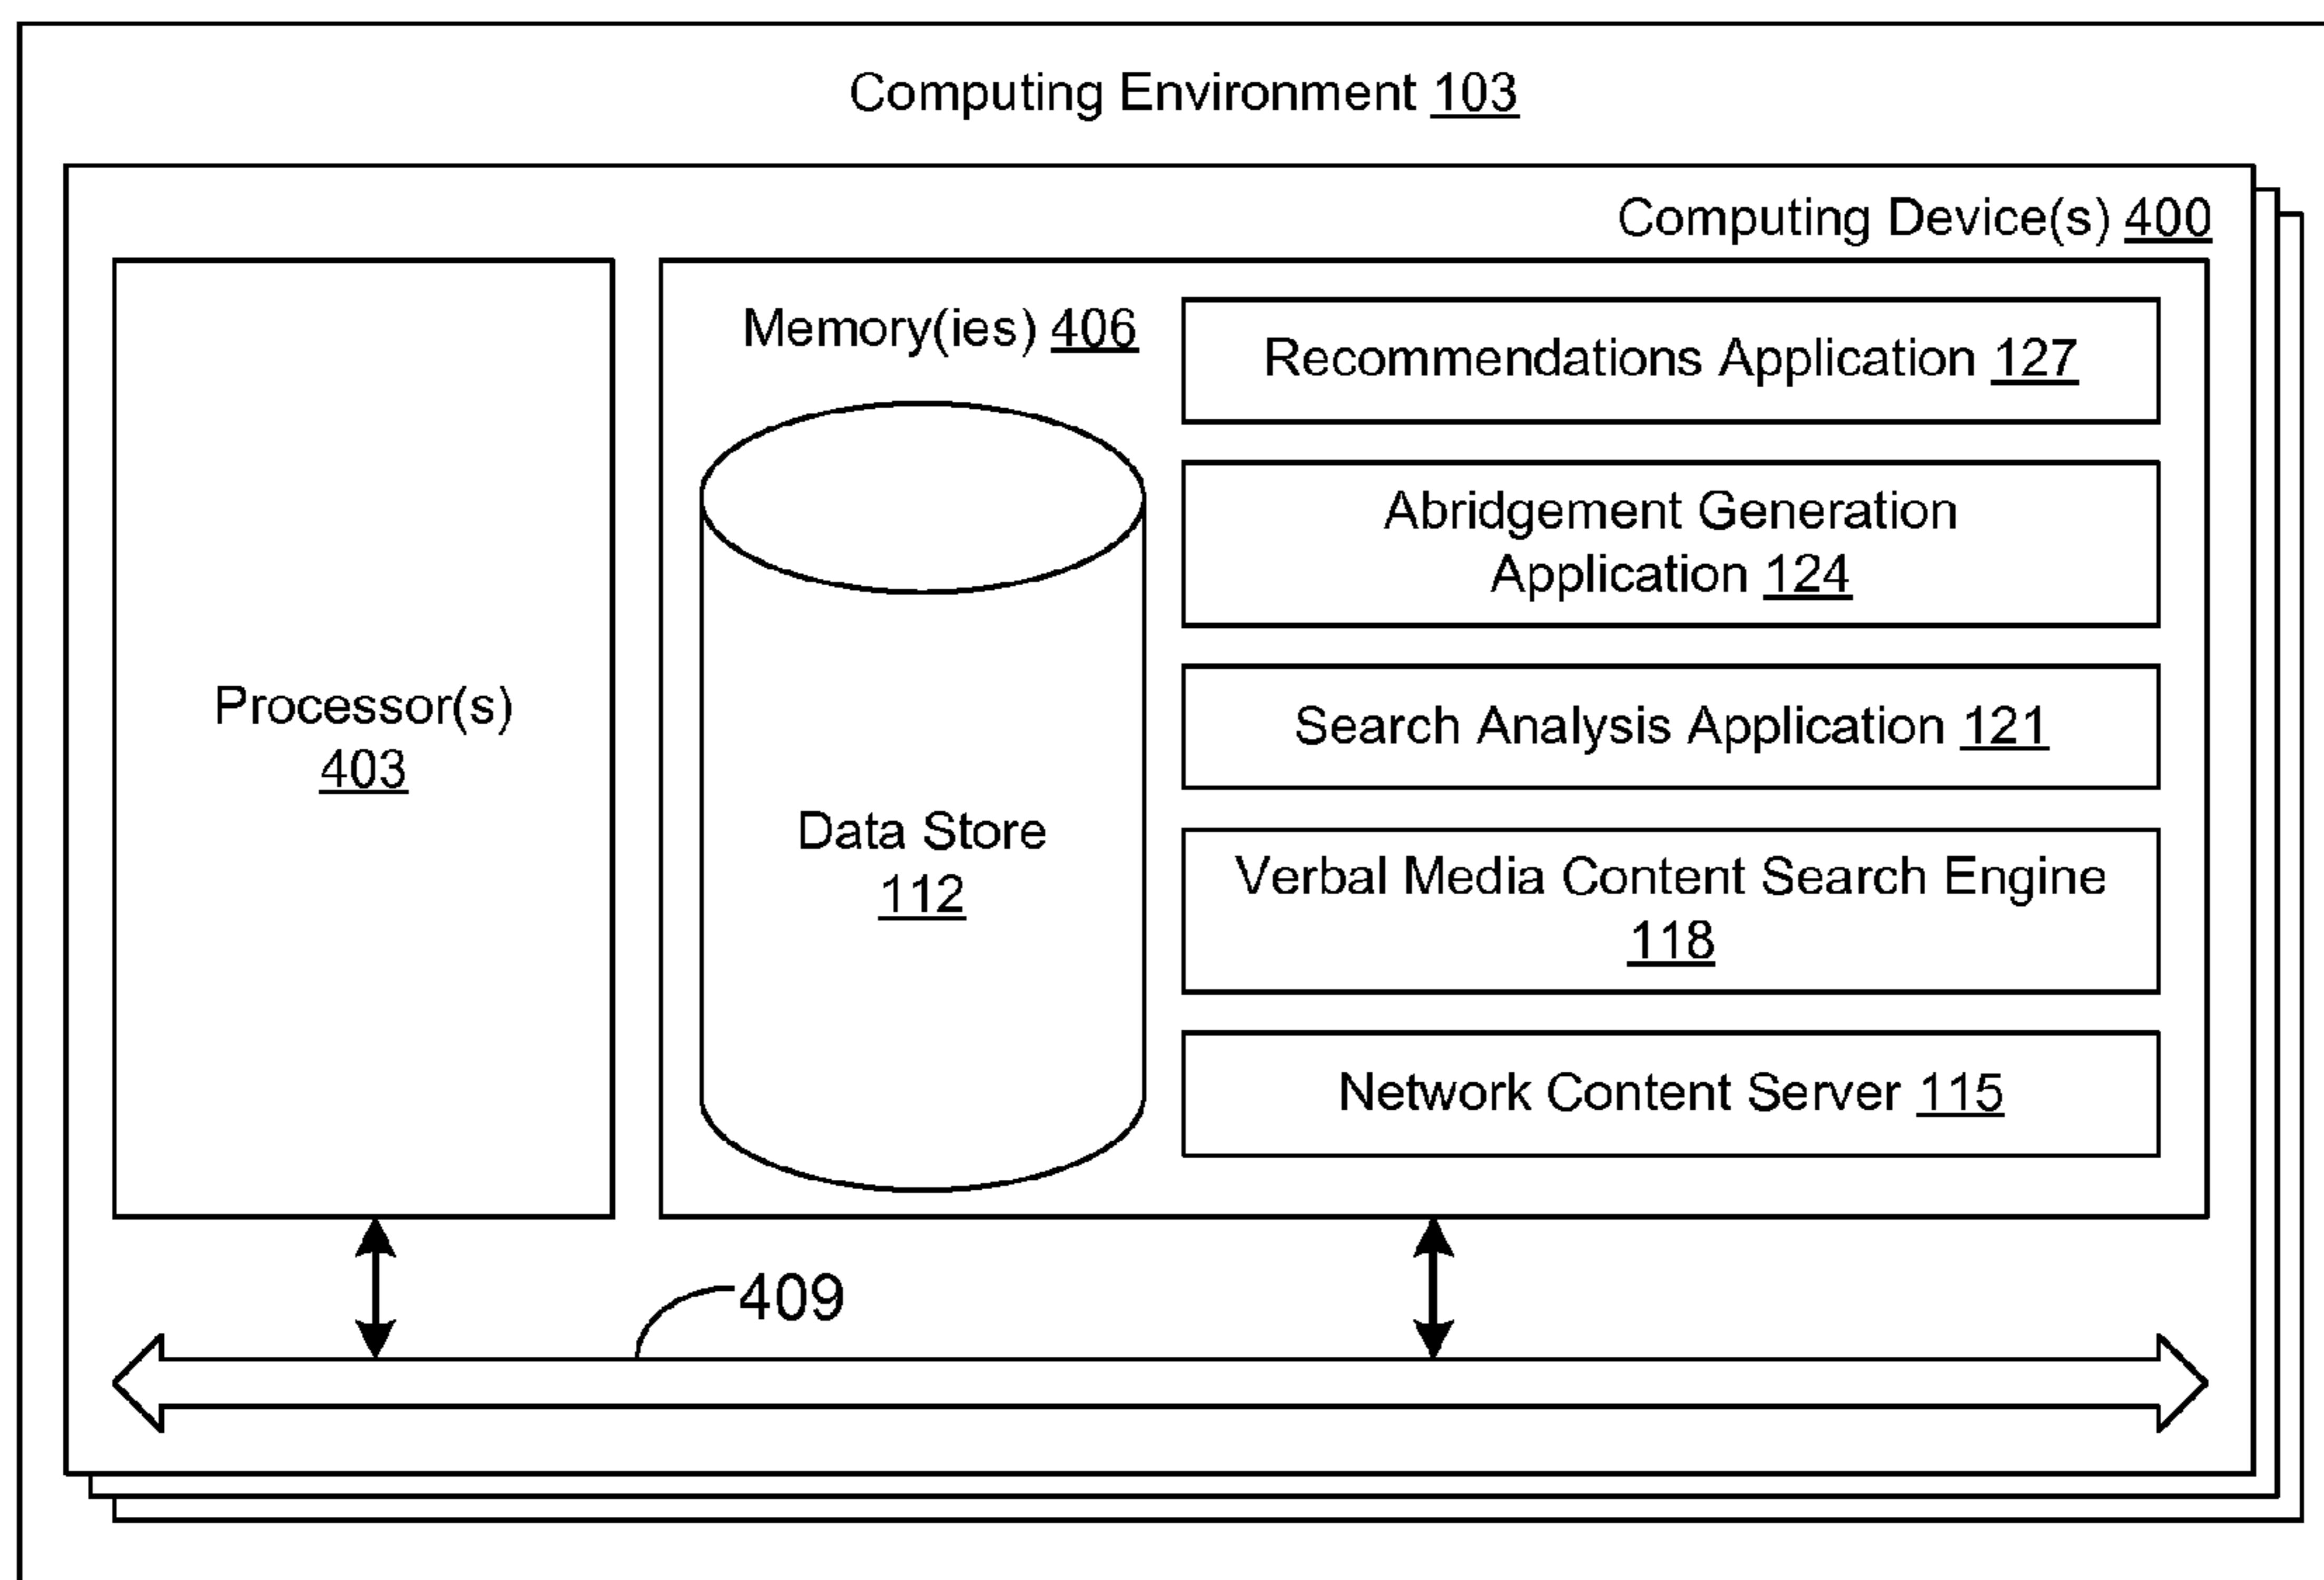 Computing Environment 103
Computing Device(s) 400
Processor(s)
403
Memory(ies) 406
Data Store
112
Recommendations Application 127
Abridgement Generation
Application 124
Search Analysis Application 121
Verbal Media Content Search Engine
118
Network Content Server 115
409